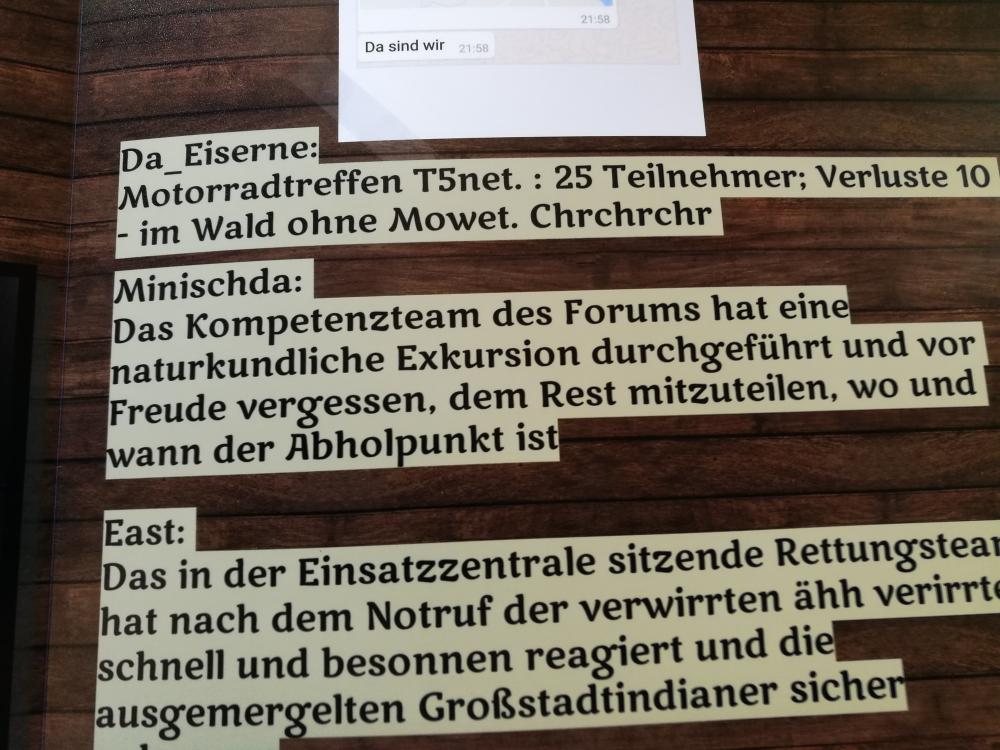 21:58
Da sind wir 21:58
Da_Eiserne:
Motorradtreffen T5net. : 25 Teilnehmer; Verluste 10
- im Wald ohne Mowet. Chrchrchr
Minischda:
Das Kompetenzteam des Forums hat eine
naturkundliche Exkursion durchgeführt und vor
Freude vergessen, dem Rest mitzuteilen, wo und
wann der Abholpunkt ist
East:
Das in der Einsatzzentrale sitzende
hat nach dem Notruf der verwirrten ähh
schnell und besonnen reagiert und die
ausgemergelten Großstadtindianer sicher